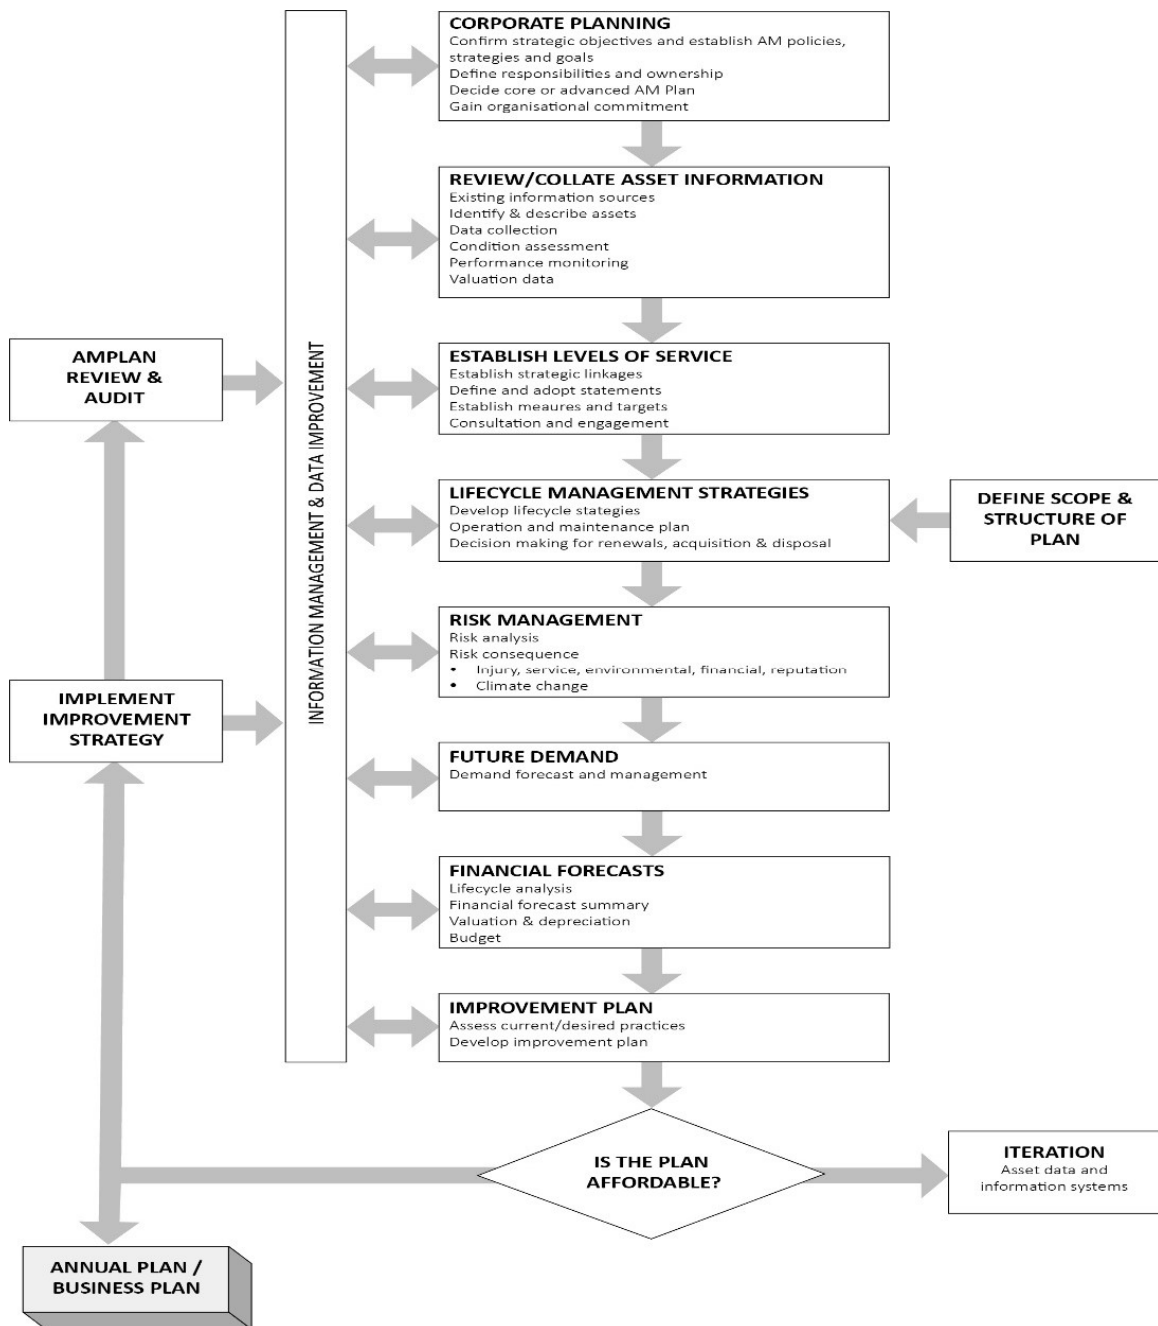 CORPORATE PLANNING
Confirm strategic objectives and establish AM policies,
strategies and goals
Define responsibilities and ownership
Decide core or advanced AM Plan
Gain organisational commitment
REVIEW/COLLATE ASSET INFORMATION
Existing information sources
Identify & describe assets
Data collection
Condition assessment
Performance monitoring
Valuation data
AMPLAN
REVIEW &
AUDIT
INFORMATION MANAGEMENT & DATA IMPROVEMENT
ESTABLISH LEVELS OF SERVICE
Establish strategic linkages
Define and adopt statements
Establish meaures and targets
Consultation and engagement
LIFECYCLE MANAGEMENT STRATEGIES
Develop lifecycle stategies
Operation and maintenance plan
Decision making for renewals, acquisition & disposal
DEFINE SCOPE &
STRUCTURE OF
PLAN
RISK MANAGEMENT
Risk analysis
Risk consequence
• Injury, service, environmental, financial, reputation
• Climate change
IMPLEMENT
IMPROVEMENT
STRATEGY
FUTURE DEMAND
Demand forecast and management
FINANCIAL FORECASTS
Lifecycle analysis
Financial forecast summary
Valuation & depreciation
Budget
IMPROVEMENT PLAN
Assess current/desired practices
Develop improvement plan
IS THE PLAN
AFFORDABLE?
ITERATION
Asset data and
information systems
ANNUAL PLAN /
BUSINESS PLAN